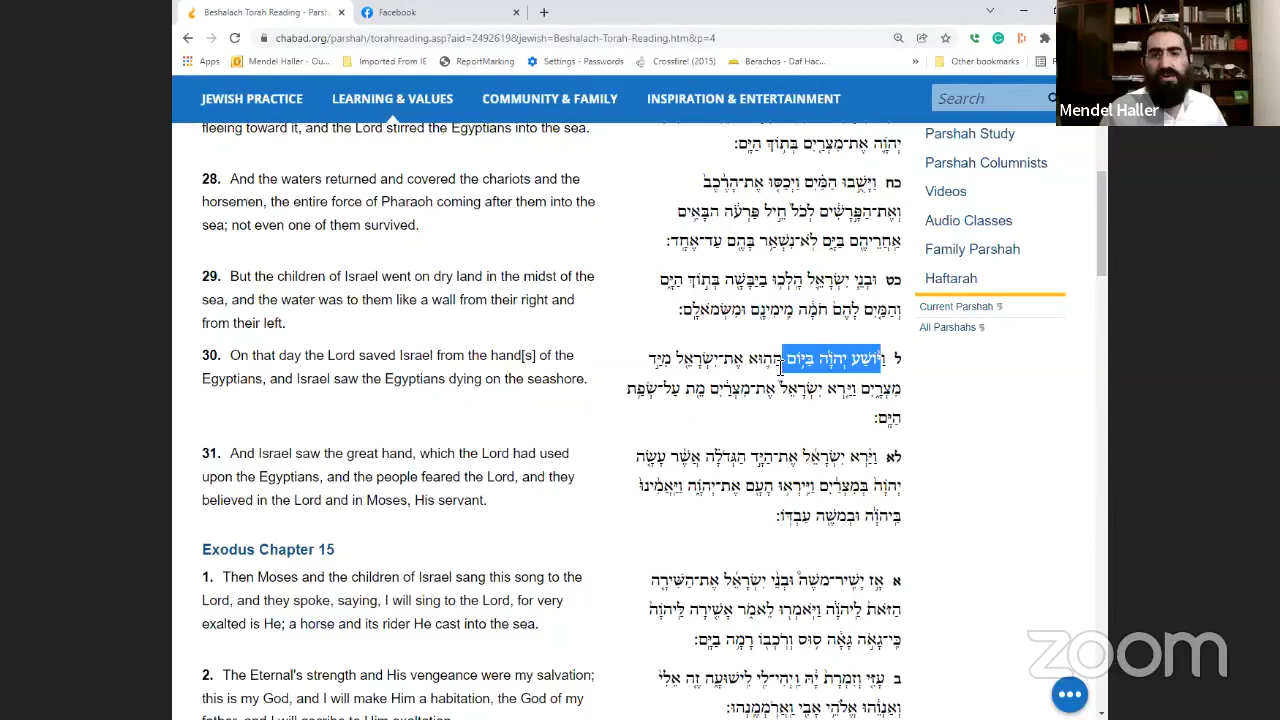 Beshalach Torah Reading - Parsh
Facebook
chabad.org/parshah/torahreading.asp?aid=2492619&jewish=Beshalach-Torah-Reading.htm&p=4
Apps
Mendel Haller - Ou...
Imported From IE
ReportMarking
Settings - Passwords
Crossfire! (2015)
Berachos - Daf Hac...
»
Other bookmarks
Mendel Haller
JEWISH PRACTICE
LEARNING & VALUES
COMMUNITY & FAMILY
INSPIRATION & ENTERTAINMENT
Search
fleeing toward it, and the Lord stirred the Egyptians into the sea.
יְהֹוָ֛ה אֶת־מִצְרַ֖יִם בְּת֥וֹךְ הַיָּֽם:
28. And the waters returned and covered the chariots and the
horsemen, the entire force of Pharaoh coming after them into the
sea; not even one of them survived.
כח וַיָּשֻׁ֣בוּ הַמַּ֗יִם וַיְכַסּ֤וּ אֶת־הָרֶ֨כֶב֙
וְאֶת־הַפָּ֣רָשִׁ֔ים לְכֹל֙ חֵ֣יל פַּרְעֹ֔ה הַבָּאִ֥ים
אַֽחֲרֵיהֶ֖ם בַּיָּ֑ם לֹֽא־נִשְׁאַ֥ר בָּהֶ֖ם עַד־אֶחָֽד:
29. But the children of Israel went on dry land in the midst of the
sea, and the water was to them like a wall from their right and
from their left.
כט וּבְנֵ֧י יִשְׂרָאֵ֛ל הָֽלְכ֥וּ בַיַּבָּשָׁ֖ה בְּת֣וֹךְ הַיָּ֑ם
וְהַמַּ֤יִם לָהֶם֙ חֹמָ֔ה מִֽימִינָ֖ם וּמִשְּׂמֹאלָֽם:
30. On that day the Lord saved Israel from the hand[s] of the
Egyptians, and Israel saw the Egyptians dying on the seashore.
ל וַיּ֨וֹשַׁע יְהֹוָ֜ה בַּיּ֥וֹם הַה֛וּא אֶת־יִשְׂרָאֵ֖ל מִיַּ֣ד
מִצְרָ֑יִם וַיַּ֤רְא יִשְׂרָאֵל֙ אֶת־מִצְרַ֔יִם מֵ֖ת עַל־שְׂפַ֥ת
הַיָּֽם:
31. And Israel saw the great hand, which the Lord had used
upon the Egyptians, and the people feared the Lord, and they
believed in the Lord and in Moses, His servant.
לא וַיַּ֨רְא יִשְׂרָאֵ֜ל אֶת־הַיָּ֣ד הַגְּדֹלָ֗ה אֲשֶׁ֨ר עָשָׂ֤ה
יְהֹוָה֙ בְּמִצְרַ֔יִם וַיִּֽירְא֥וּ הָעָ֖ם אֶת־יְהֹוָ֑ה וַיַּֽאֲמִ֨ינוּ֙
בַּֽיהֹוָ֔ה וּבְמשֶׁ֖ה עַבְדּֽוֹ:
Exodus Chapter 15
1. Then Moses and the children of Israel sang this song to the
Lord, and they spoke, saying, I will sing to the Lord, for very
exalted is He; a horse and its rider He cast into the sea.
א אָ֣ז יָשִֽׁיר־משֶׁה֩ וּבְנֵ֨י יִשְׂרָאֵ֜ל אֶת־הַשִּׁירָ֤ה
הַזֹּאת֙ לַֽיהֹוָ֔ה וַיֹּֽאמְר֖וּ לֵאמֹ֑ר אָשִׁ֤ירָה לַּֽיהֹוָה֙
כִּֽי־גָאֹ֣ה גָּאָ֔ה ס֥וּס וְרֹֽכְב֖וֹ רָמָ֥ה בַיָּֽם:
2. The Eternal's strength and His vengeance were my salvation;
this is my God, and I will make Him a habitation, the God of my
father, and I will ascribe to Him exaltation.
ב עָזִּ֤י וְזִמְרָת֙ יָ֔הּ וַֽיְהִי־לִ֖י לִֽישׁוּעָ֑ה זֶ֤ה אֵלִי֙
וְאַנְוֵ֔הוּ אֱלֹהֵ֥י אָבִ֖י וַאֲרֹֽמְמֶֽנְהוּ:
Parshah Study
Parshah Columnists
Videos
Audio Classes
Family Parshah
Haftarah
Current Parshah
All Parshahs
zoom